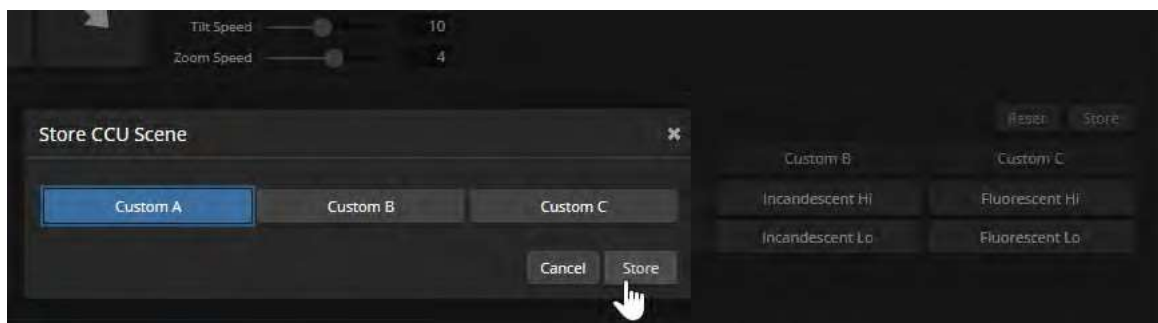 Tilt Speed 10
Zoom Speed 4
Reset Store
Store CCU Scene
Custom B Custom C
Custom A Custom B Custom C
Incandescent Hi Fluorescent Hi
Incandescent Lo Fluorescent Lo
Cancel Store